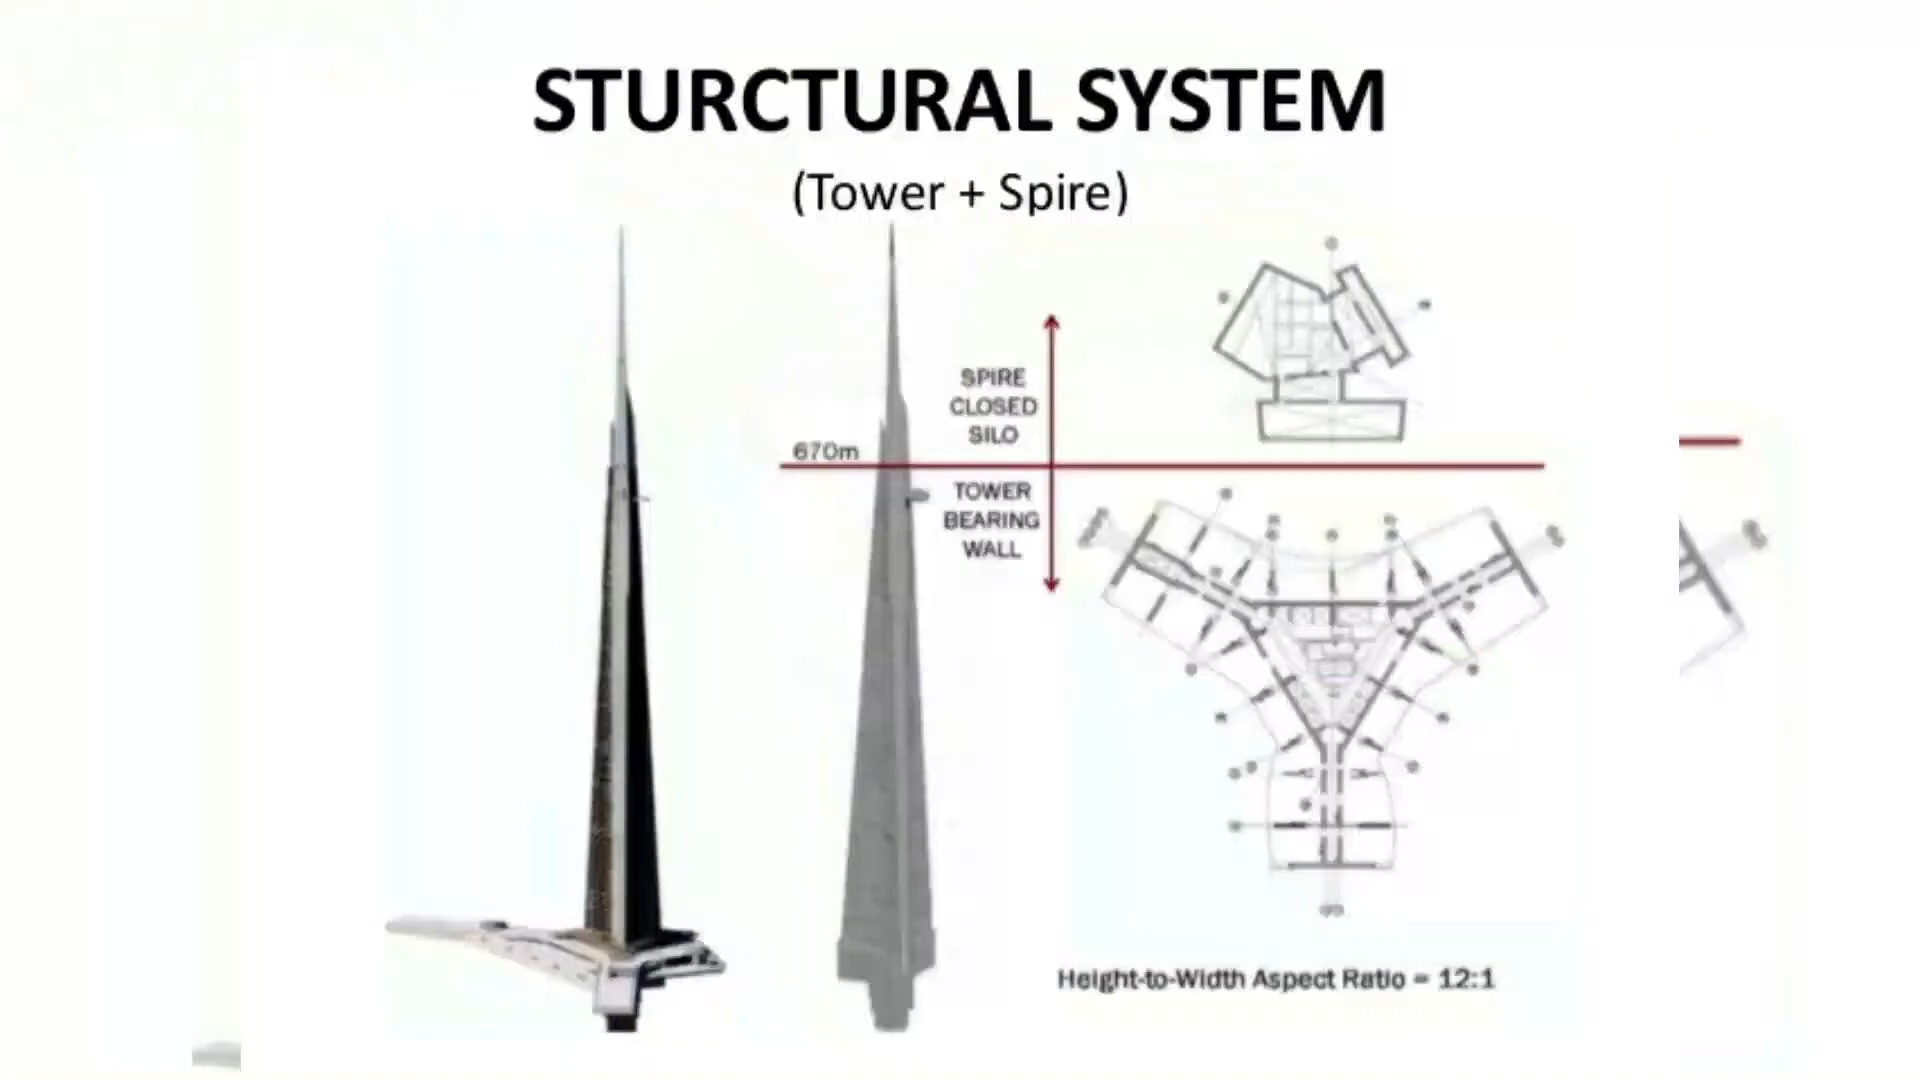 STURCTURAL SYSTEM
(Tower + Spire)
SPIRE
CLOSED
SILO
670m
TOWER
BEARING
WALL
Height-to-Width Aspect Ratio = 12:1